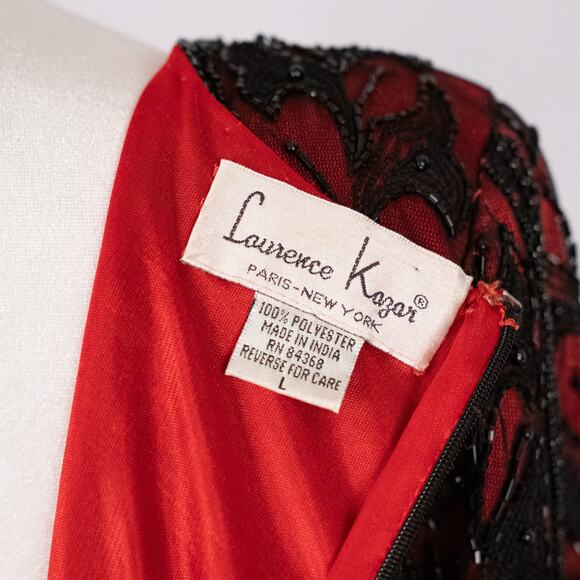 Laurence Kazar®
PARIS-NEW YORK
100% POLYESTER
MADE IN INDIA
RN 84368
REVERSE FOR CARE
L